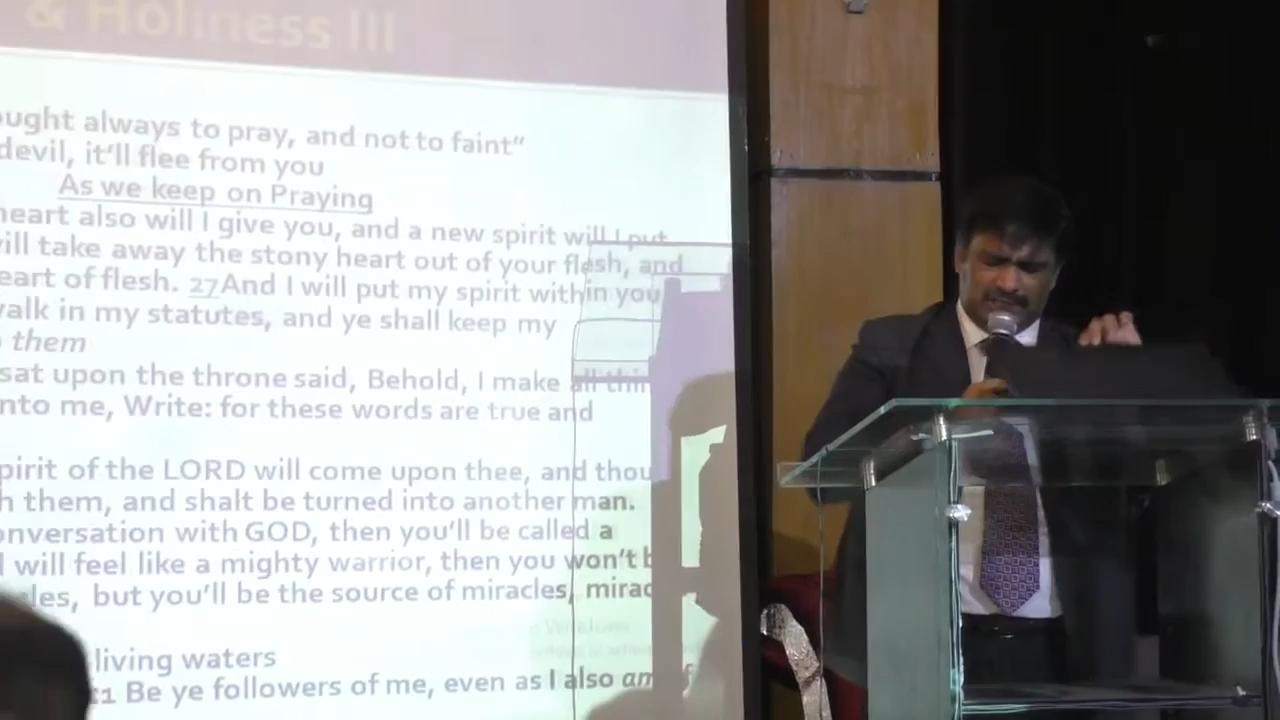 & Holiness III
ought always to pray, and not to faint”
devil, it’ll flee from you
As we keep on Praying
heart also will I give you, and a new spirit will I put
will take away the stony heart out of your flesh, and
heart of flesh. 27And I will put my spirit within you
walk in my statutes, and ye shall keep my
them
sat upon the throne said, Behold, I make all
unto me, Write: for these words are true and
spirit of the LORD will come upon thee, and thou
them, and shalt be turned into another man.
conversation with GOD, then you’ll be called a
will feel like a mighty warrior, then you won’t
but you’ll be the source of miracles,
living waters
Be ye followers of me, even as I also am